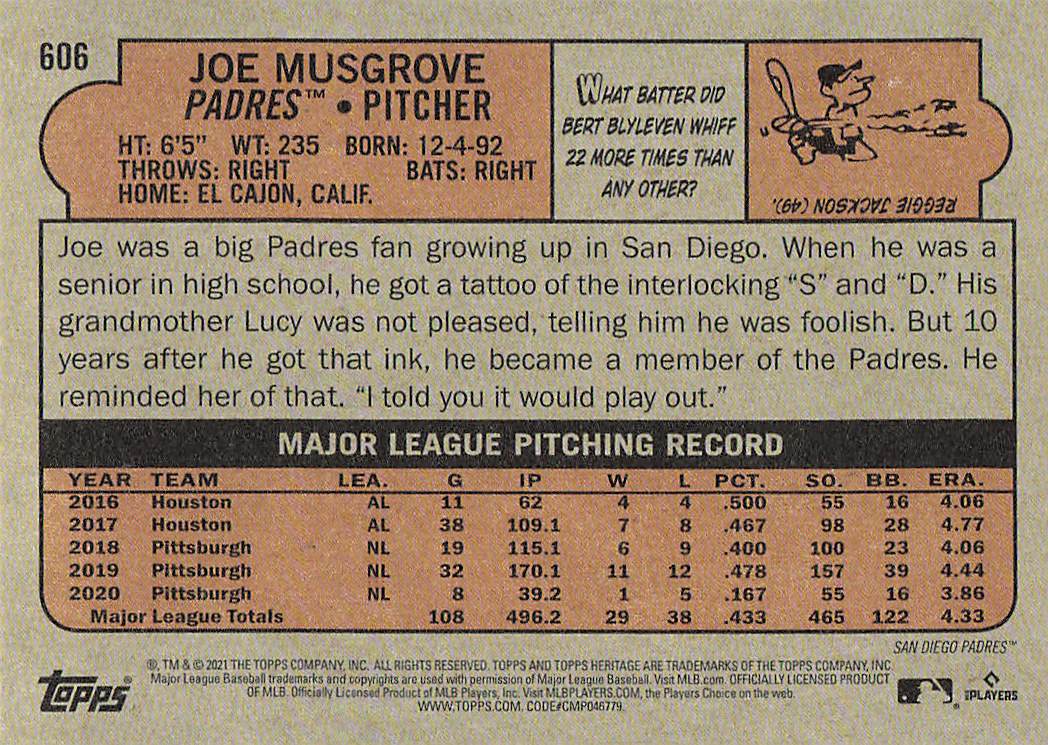 606
JOE MUSGROVE
PADRES™ • PITCHER
HT: 6'5" WT: 235 BORN: 12-4-92
THROWS: RIGHT BATS: RIGHT
HOME: EL CAJON, CALIF.
WHAT BATTER DID
BERT BLYLEVEN WHIFF
22 MORE TIMES THAN
ANY OTHER?
REGGIE JACKSON (49).
Joe was a big Padres fan growing up in San Diego. When he was a
senior in high school, he got a tattoo of the interlocking “S” and “D.” His
grandmother Lucy was not pleased, telling him he was foolish. But 10
years after he got that ink, he became a member of the Padres. He
reminded her of that. “I told you it would play out.”
MAJOR LEAGUE PITCHING RECORD
YEAR TEAM LEA. G IP W L PCT. SO. BB. ERA.
2016 Houston AL 11 62 4 4 .500 55 16 4.06
2017 Houston AL 38 109.1 7 8 .467 98 28 4.77
2018 Pittsburgh NL 19 115.1 6 9 .400 100 23 4.06
2019 Pittsburgh NL 32 170.1 11 12 .478 157 39 4.44
2020 Pittsburgh NL 8 39.2 1 5 .167 55 16 3.86
Major League Totals 108 496.2 29 38 .433 465 122 4.33
SAN DIEGO PADRES™
®, TM & © 2021 THE TOPPS COMPANY, INC. ALL RIGHTS RESERVED. TOPPS AND TOPPS HERITAGE ARE TRADEMARKS OF THE TOPPS COMPANY, INC.
Major League Baseball trademarks and copyrights are used with permission of Major League Baseball. Visit MLB.com. OFFICIALLY LICENSED PRODUCT
OF MLB. Officially Licensed Product of MLB Players, Inc. Visit MLBPLAYERS.COM, the Players Choice on the web.
WWW.TOPPS.COM. CODE#CMP046779.
Topps®
®
MLBPLAYERS